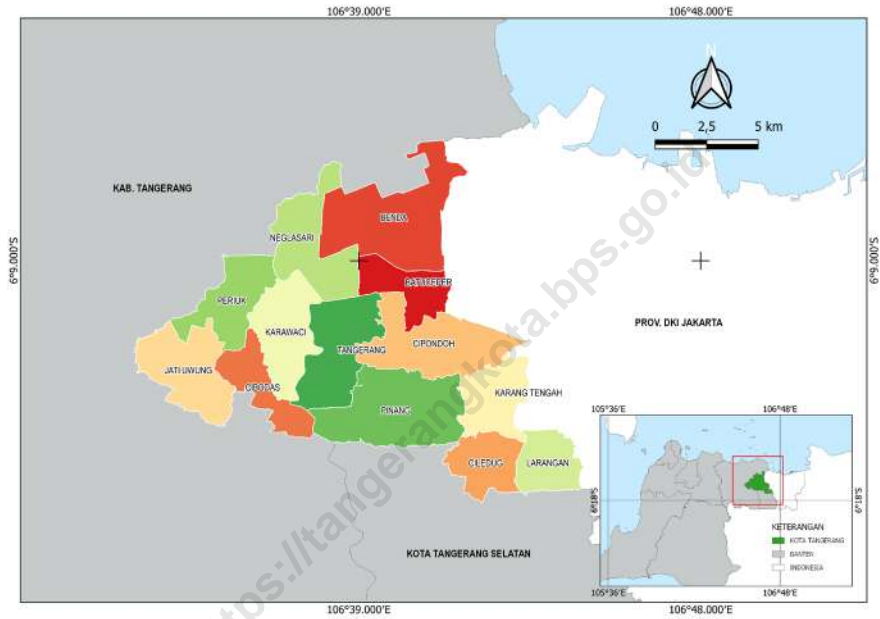 106°39.000'E 106°48.000'E
N
0 2,5 5 km
KAB. TANGERANG
BENDA
NEGLASARI
6°9.000'S 6°9.000'S
BATUCEPER
PERIUK
KARAWACI
PROV. DKI JAKARTA
CIPONDOH
TANGERANG
JATI UWUNG
CIBODAS
KARANG TENGAH
PINANG
CILEDUG
LARANGAN
KOTA TANGERANG SELATAN
105°36'E 106°48'E
6°18'S 6°18'S
KETERANGAN
KOTA TANGERANG
BANTEN
INDONESIA
105°36'E 106°48'E
106°39.000'E 106°48.000'E
tps://tangerangkota.bps.go.id